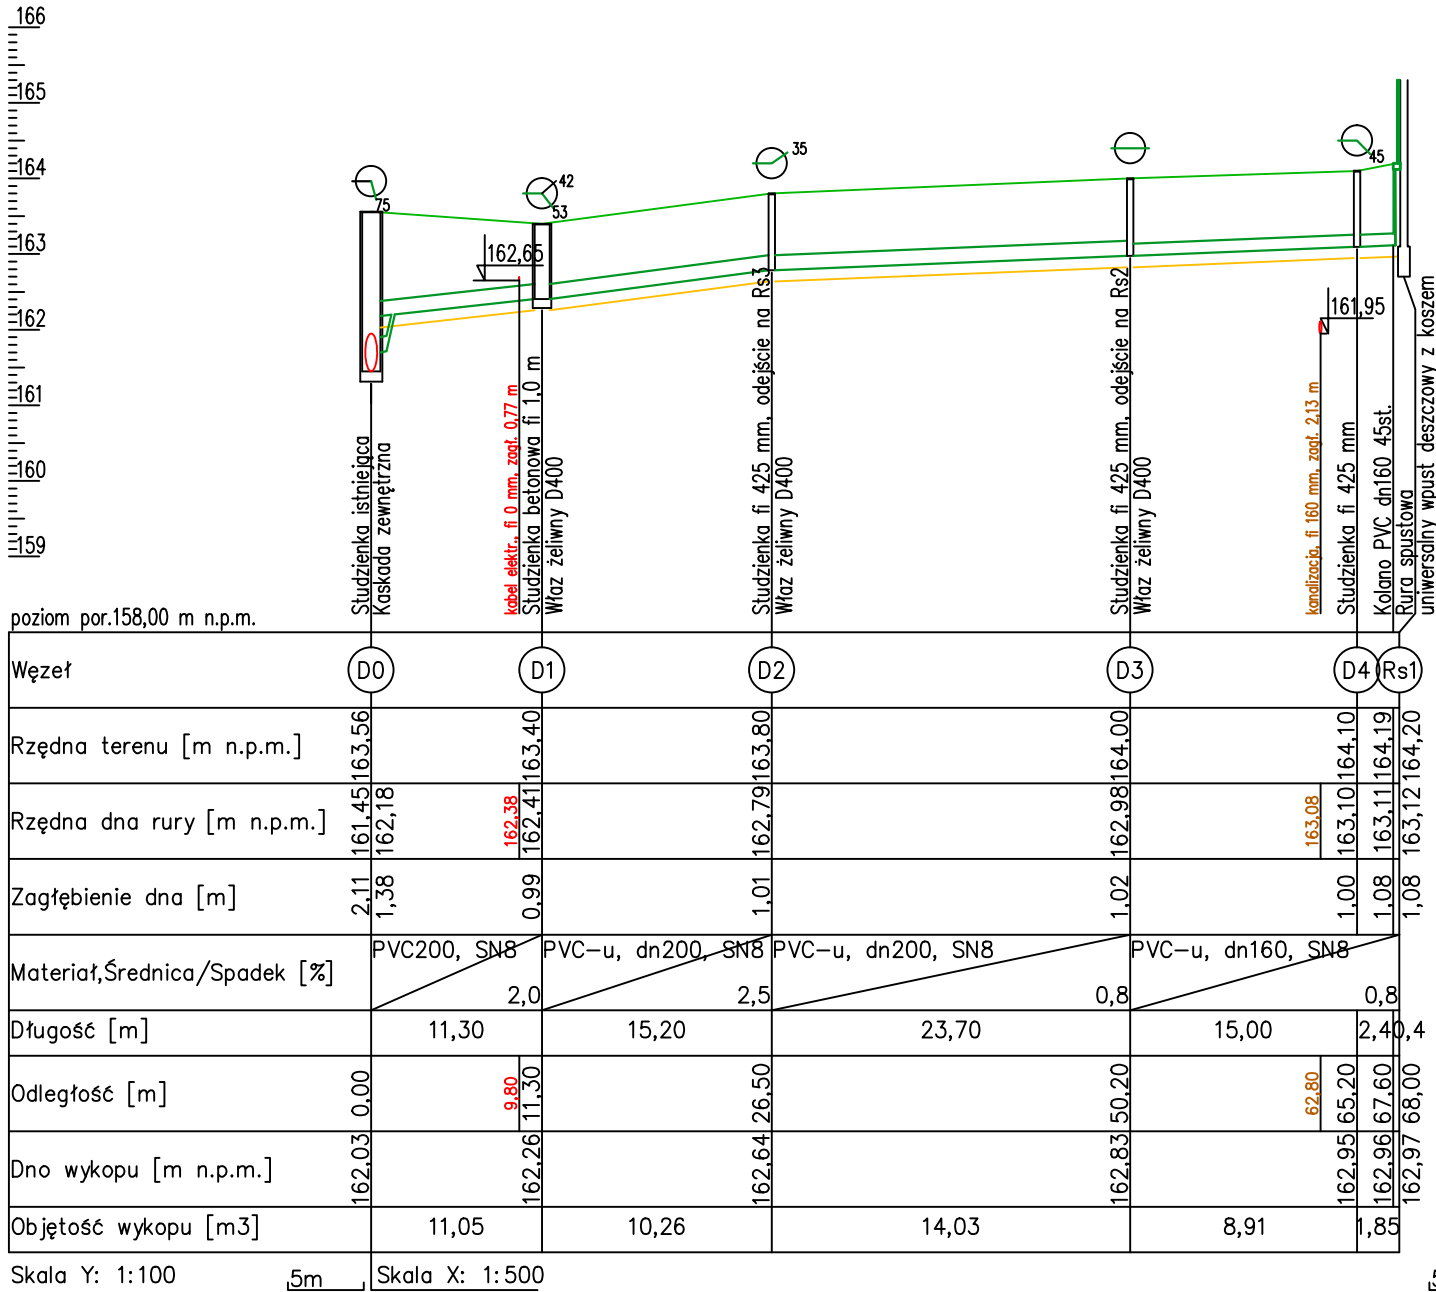 166
165
164
163
162
161
160
159
75
42
53
35
45
162,65
161,95
Studzienka istniejąca
Kaskada zewnętrzna
kabel elektr., fi 0 mm, zagł. 0,77 m
Studzienka betonowa fi 1.0 m
Właz żeliwny D400
Studzienka fi 425 mm, odejście na Rs3
Właz żeliwny D400
Studzienka fi 425 mm, odejście na Rs2
Właz żeliwny D400
kanalizacja, fi 160 mm, zagł. 2,13 m
Studzienka fi 425 mm
Kolano PVC dn160 45st.
Rura spustowa
uniwersalny wpust deszczowy z koszem
poziom por.158,00 m n.p.m.
Węzeł D0 D1 D2 D3 D4 Rs1
Rzędna terenu [m n.p.m.] 163,56 163,40 163,80 164,00 164,10 164,19 164,20
Rzędna dna rury [m n.p.m.] 161,45 162,18 162,38 162,41 162,79 162,98 163,08 163,10 163,11 163,12
Zagłębienie dna [m] 2,11 1,38 0,99 1,01 1,02 1,00 1,08 1,08
Materiał,Średnica/Spadek [%] PVC200, SN8 2,0 PVC-u, dn200, SN8 2,5 PVC-u, dn200, SN8 0,8 PVC-u, dn160, SN8 0,8
Długość [m] 11,30 15,20 23,70 15,00 2,40,4
Odległość [m] 0,00 9,80 11,30 26,50 50,20 62,80 65,20 67,60 68,00
Dno wykopu [m n.p.m.] 162,03 162,26 162,64 162,83 162,95 162,96 162,97
Objętość wykopu [m3] 11,05 10,26 14,03 8,91 1,85
Skala Y: 1:100 5m Skala X: 1:500